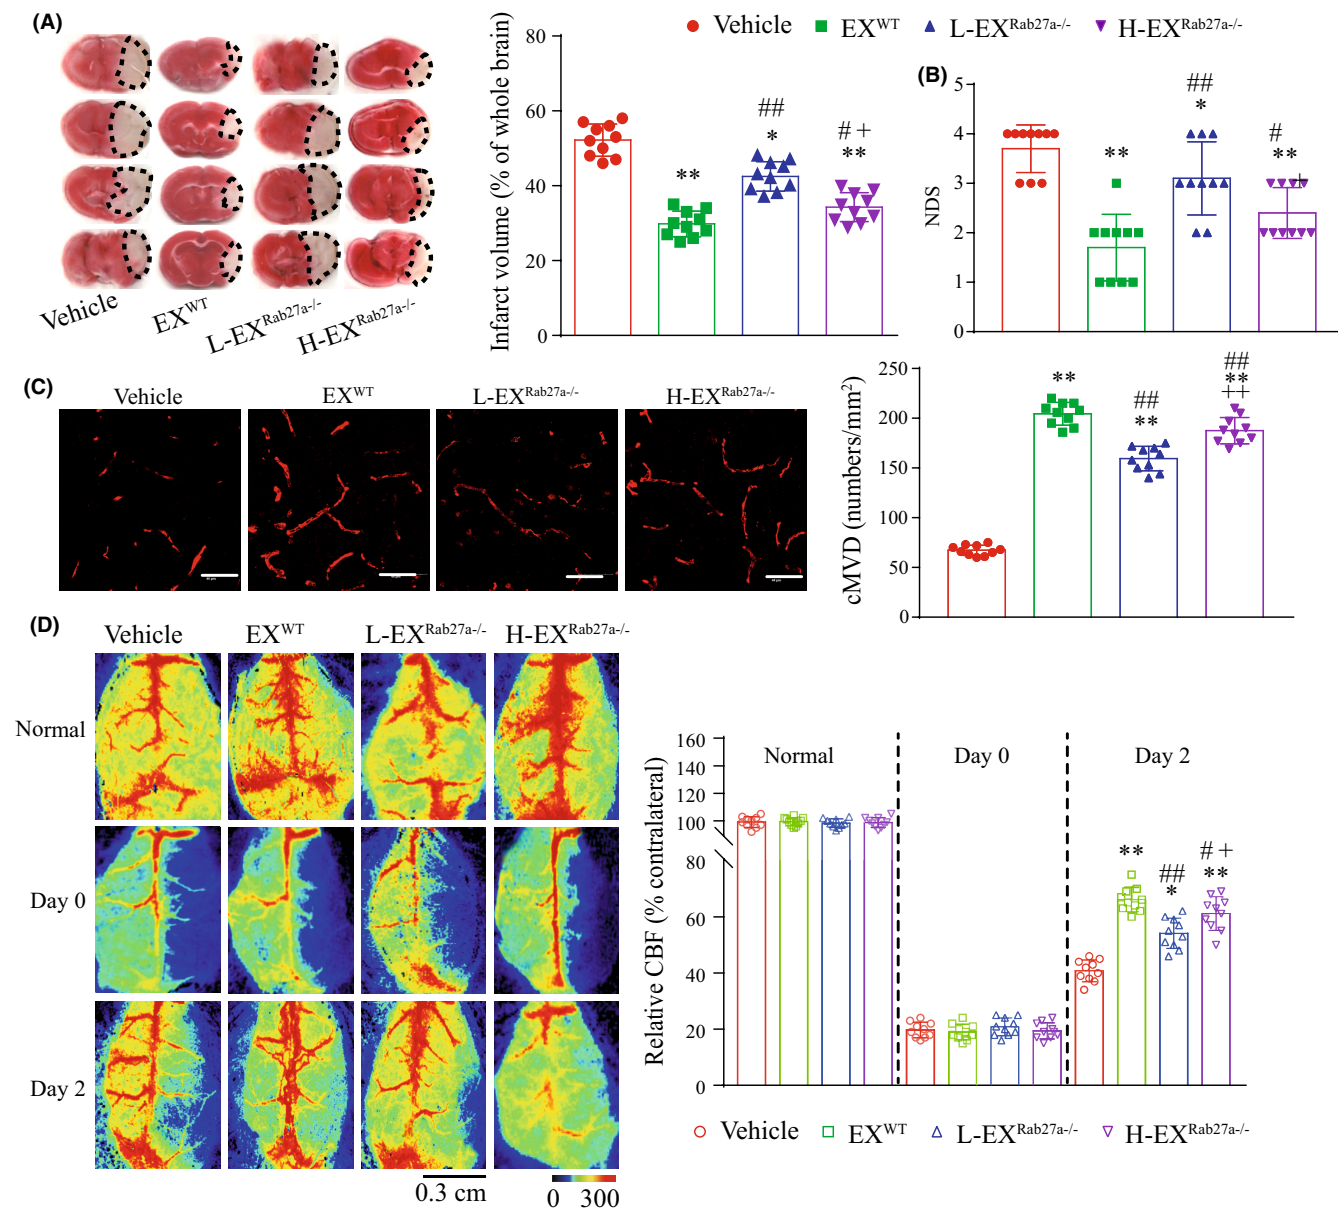 (A)
Vehicle
EX^WT
L-EX^Rab27a-/-
H-EX^Rab27a-/-
Vehicle EX^WT L-EX^Rab27a-/- H-EX^Rab27a-/-
Infarct volume (% of whole brain)
80
60
40
20
0
**
##
*
# +
**
(B)
NDS
5
4
3
2
1
0
**
##
*
#
**
+
(C)
Vehicle EX^WT L-EX^Rab27a-/- H-EX^Rab27a-/-
cMVD (numbers/mm²)
250
200
150
100
50
0
**
##
**
##
**
++
(D)
Vehicle EX^WT L-EX^Rab27a-/- H-EX^Rab27a-/-
Normal
Day 0
Day 2
0.3 cm
0 300
Relative CBF (% contralateral)
160
140
120
100
80
60
40
20
0
Normal Day 0 Day 2
**
##
*
# +
**
Vehicle EX^WT L-EX^Rab27a-/- H-EX^Rab27a-/-